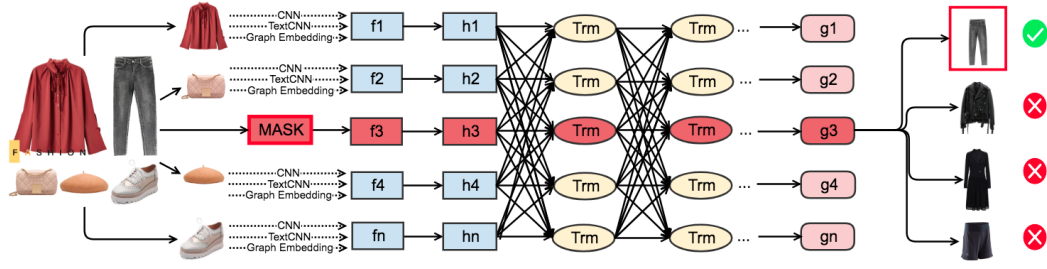 CNN
TextCNN
Graph Embedding
f1 h1 Trm Trm ... g1
CNN
TextCNN
Graph Embedding
f2 h2 Trm Trm ... g2
MASK f3 h3 Trm Trm ... g3
FASHION
CNN
TextCNN
Graph Embedding
f4 h4 Trm Trm ... g4
CNN
TextCNN
Graph Embedding
fn hn Trm Trm ... gn